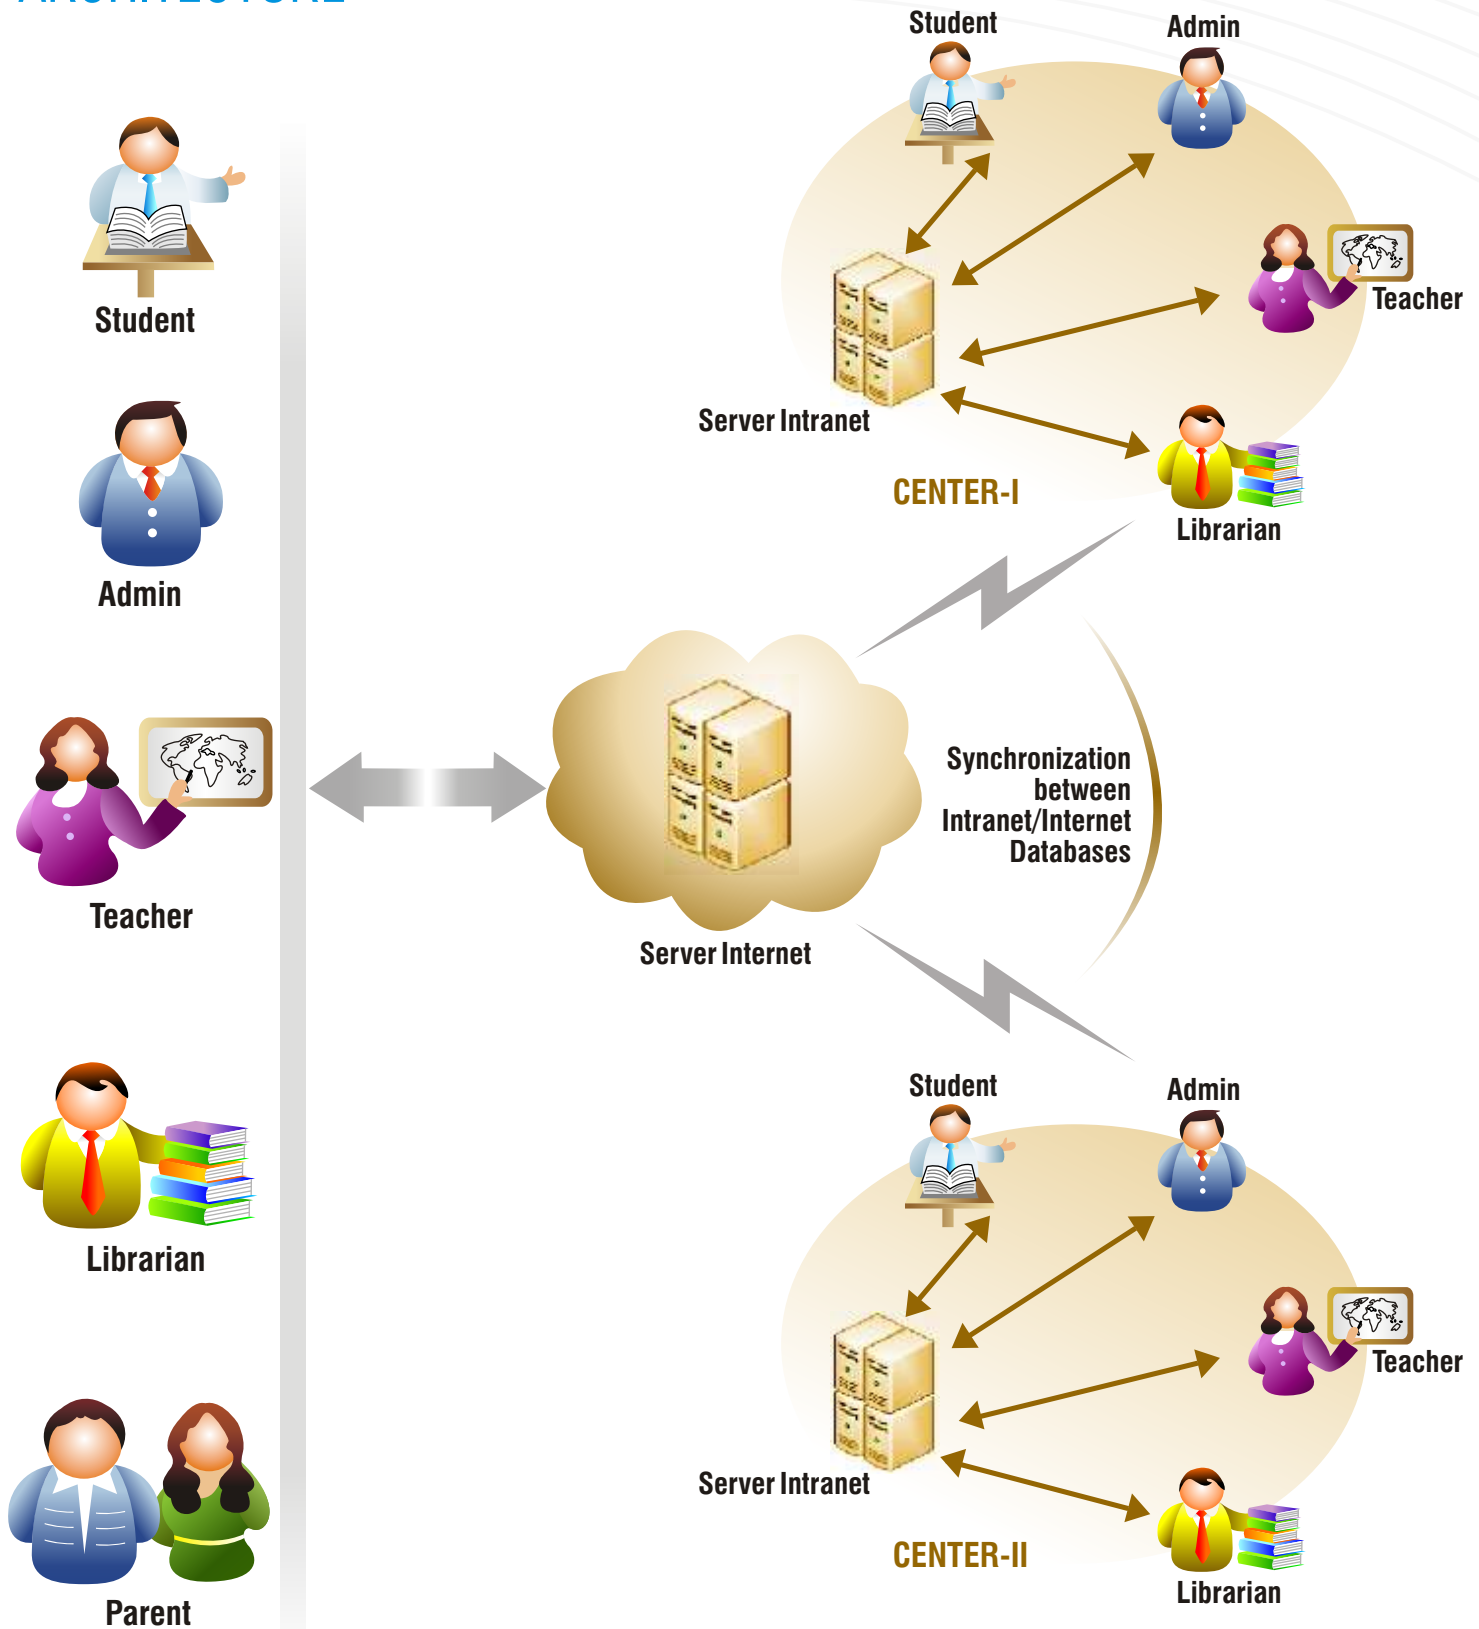 Student
Admin
Teacher
Librarian
Parent
Server Internet
Synchronization
between
Intranet/Internet
Databases
Student
Admin
Teacher
Server Intranet
CENTER-I
Librarian
Student
Admin
Teacher
Server Intranet
CENTER-II
Librarian